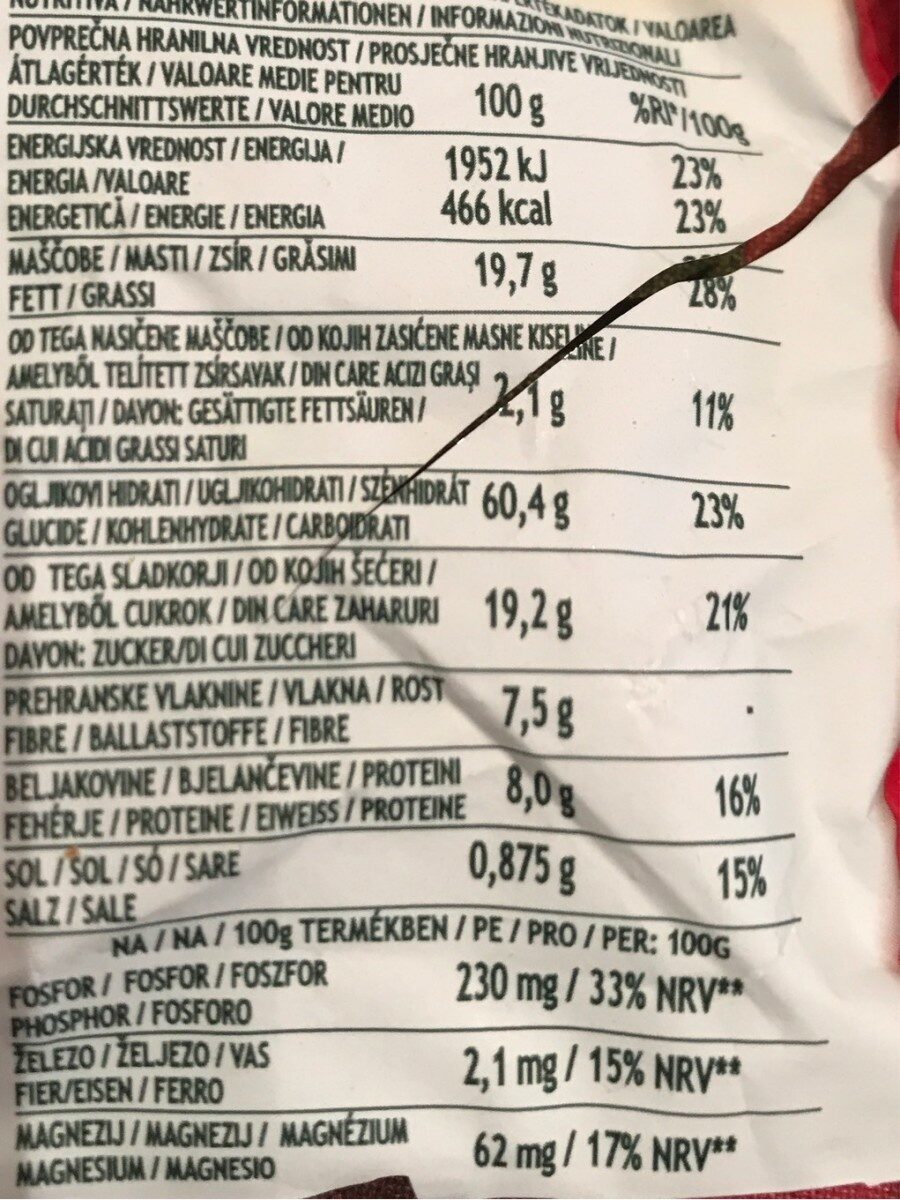 NAHRWERTINFORMATIONEN / INFORMAZIONI NUTRIZIONALI
/ VALOAREA
POVPREČNA HRANILNA VREDNOST / PROSJEČNE HRANJIVE VRIJEDNOSTI
ÁTLAGÉRTÉK / VALOARE MEDIE PENTRU
DURCHSCHNITTSWERTE / VALORE MEDIO 100 g %RI*/100g
ENERGIJSKA VREDNOST / ENERGIJA /
ENERGIA /VALOARE 1952 kJ 23%
ENERGETICĂ / ENERGIE / ENERGIA 466 kcal 23%
MAŠČOBE / MASTI / ZSÍR / GRĂSIMI
FETT / GRASSI 19,7 g 28%
OD TEGA NASIČENE MAŠČOBE / OD KOJIH ZASIĆENE MASNE KISELINE /
AMELYBŐL TELÍTETT ZSÍRSAVAK / DIN CARE ACIZI GRAȘI
SATURAȚI / DAVON: GESÄTTIGTE FETTSÄUREN / 2,1 g 11%
DI CUI ACIDI GRASSI SATURI
OGLJIKOVI HIDRATI / UGLJIKOHIDRATI / SZÉNHIDRÁT 60,4 g 23%
GLUCIDE / KOHLENHYDRATE / CARBOIDRATI
OD TEGA SLADKORJI / OD KOJIH ŠEĆERI /
AMELYBŐL CUKROK / DIN CARE ZAHARURI 19,2 g 21%
DAVON: ZUCKER/DI CUI ZUCCHERI
PREHRANSKE VLAKNINE / VLAKNA / ROST 7,5 g -
FIBRE / BALLASTSTOFFE / FIBRE
BELJAKOVINE / BJELANČEVINE / PROTEINI 8,0 g 16%
FEHÉRJE / PROTEINE / EIWEISS / PROTEINE
SOL / SOL / SÓ / SARE 0,875 g 15%
SALZ / SALE
NA / NA / 100g TERMÉKBEN / PE / PRO / PER: 100G
FOSFOR / FOSFOR / FOSZFOR 230 mg / 33% NRV**
PHOSPHOR / FOSFORO
ŽELEZO / ŽELJEZO / VAS 2,1 mg / 15% NRV**
FIER/EISEN / FERRO
MAGNEZIJ / MAGNEZIJ / MAGNÉZIUM 62 mg / 17% NRV**
MAGNESIUM / MAGNESIO